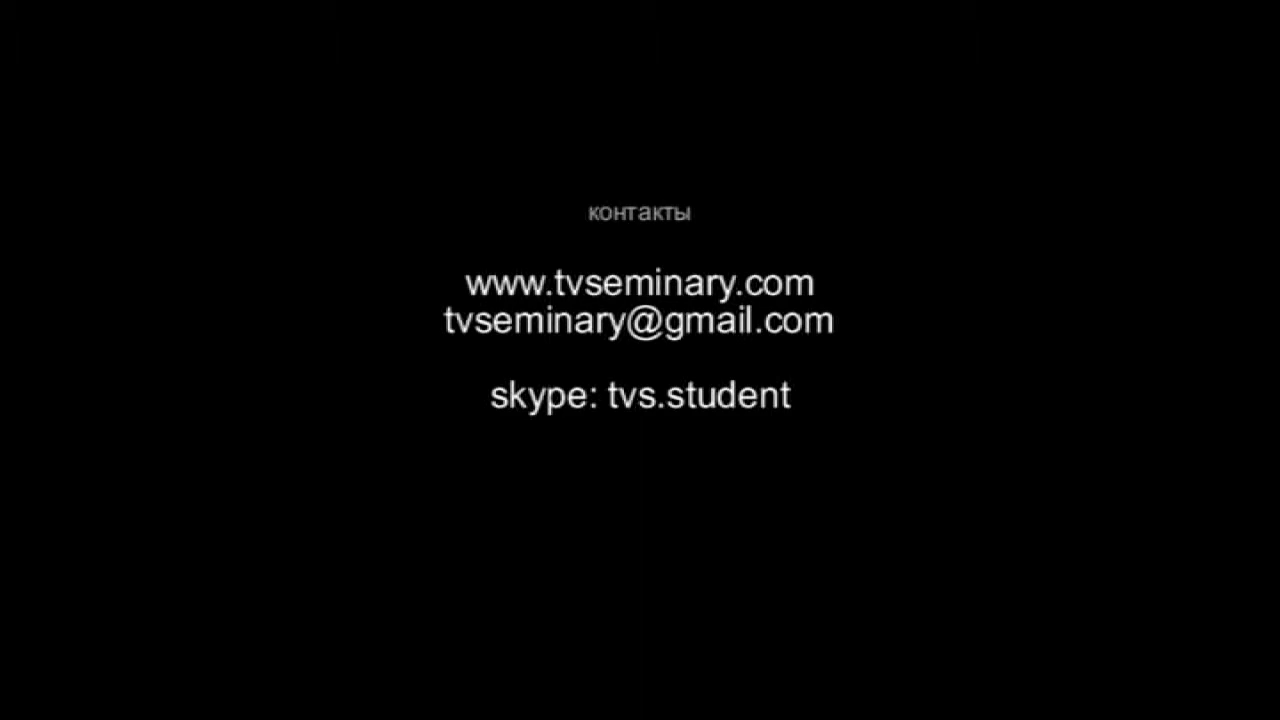 контакты
www.tvseminary.com
tvseminary@gmail.com
skype: tvs.student